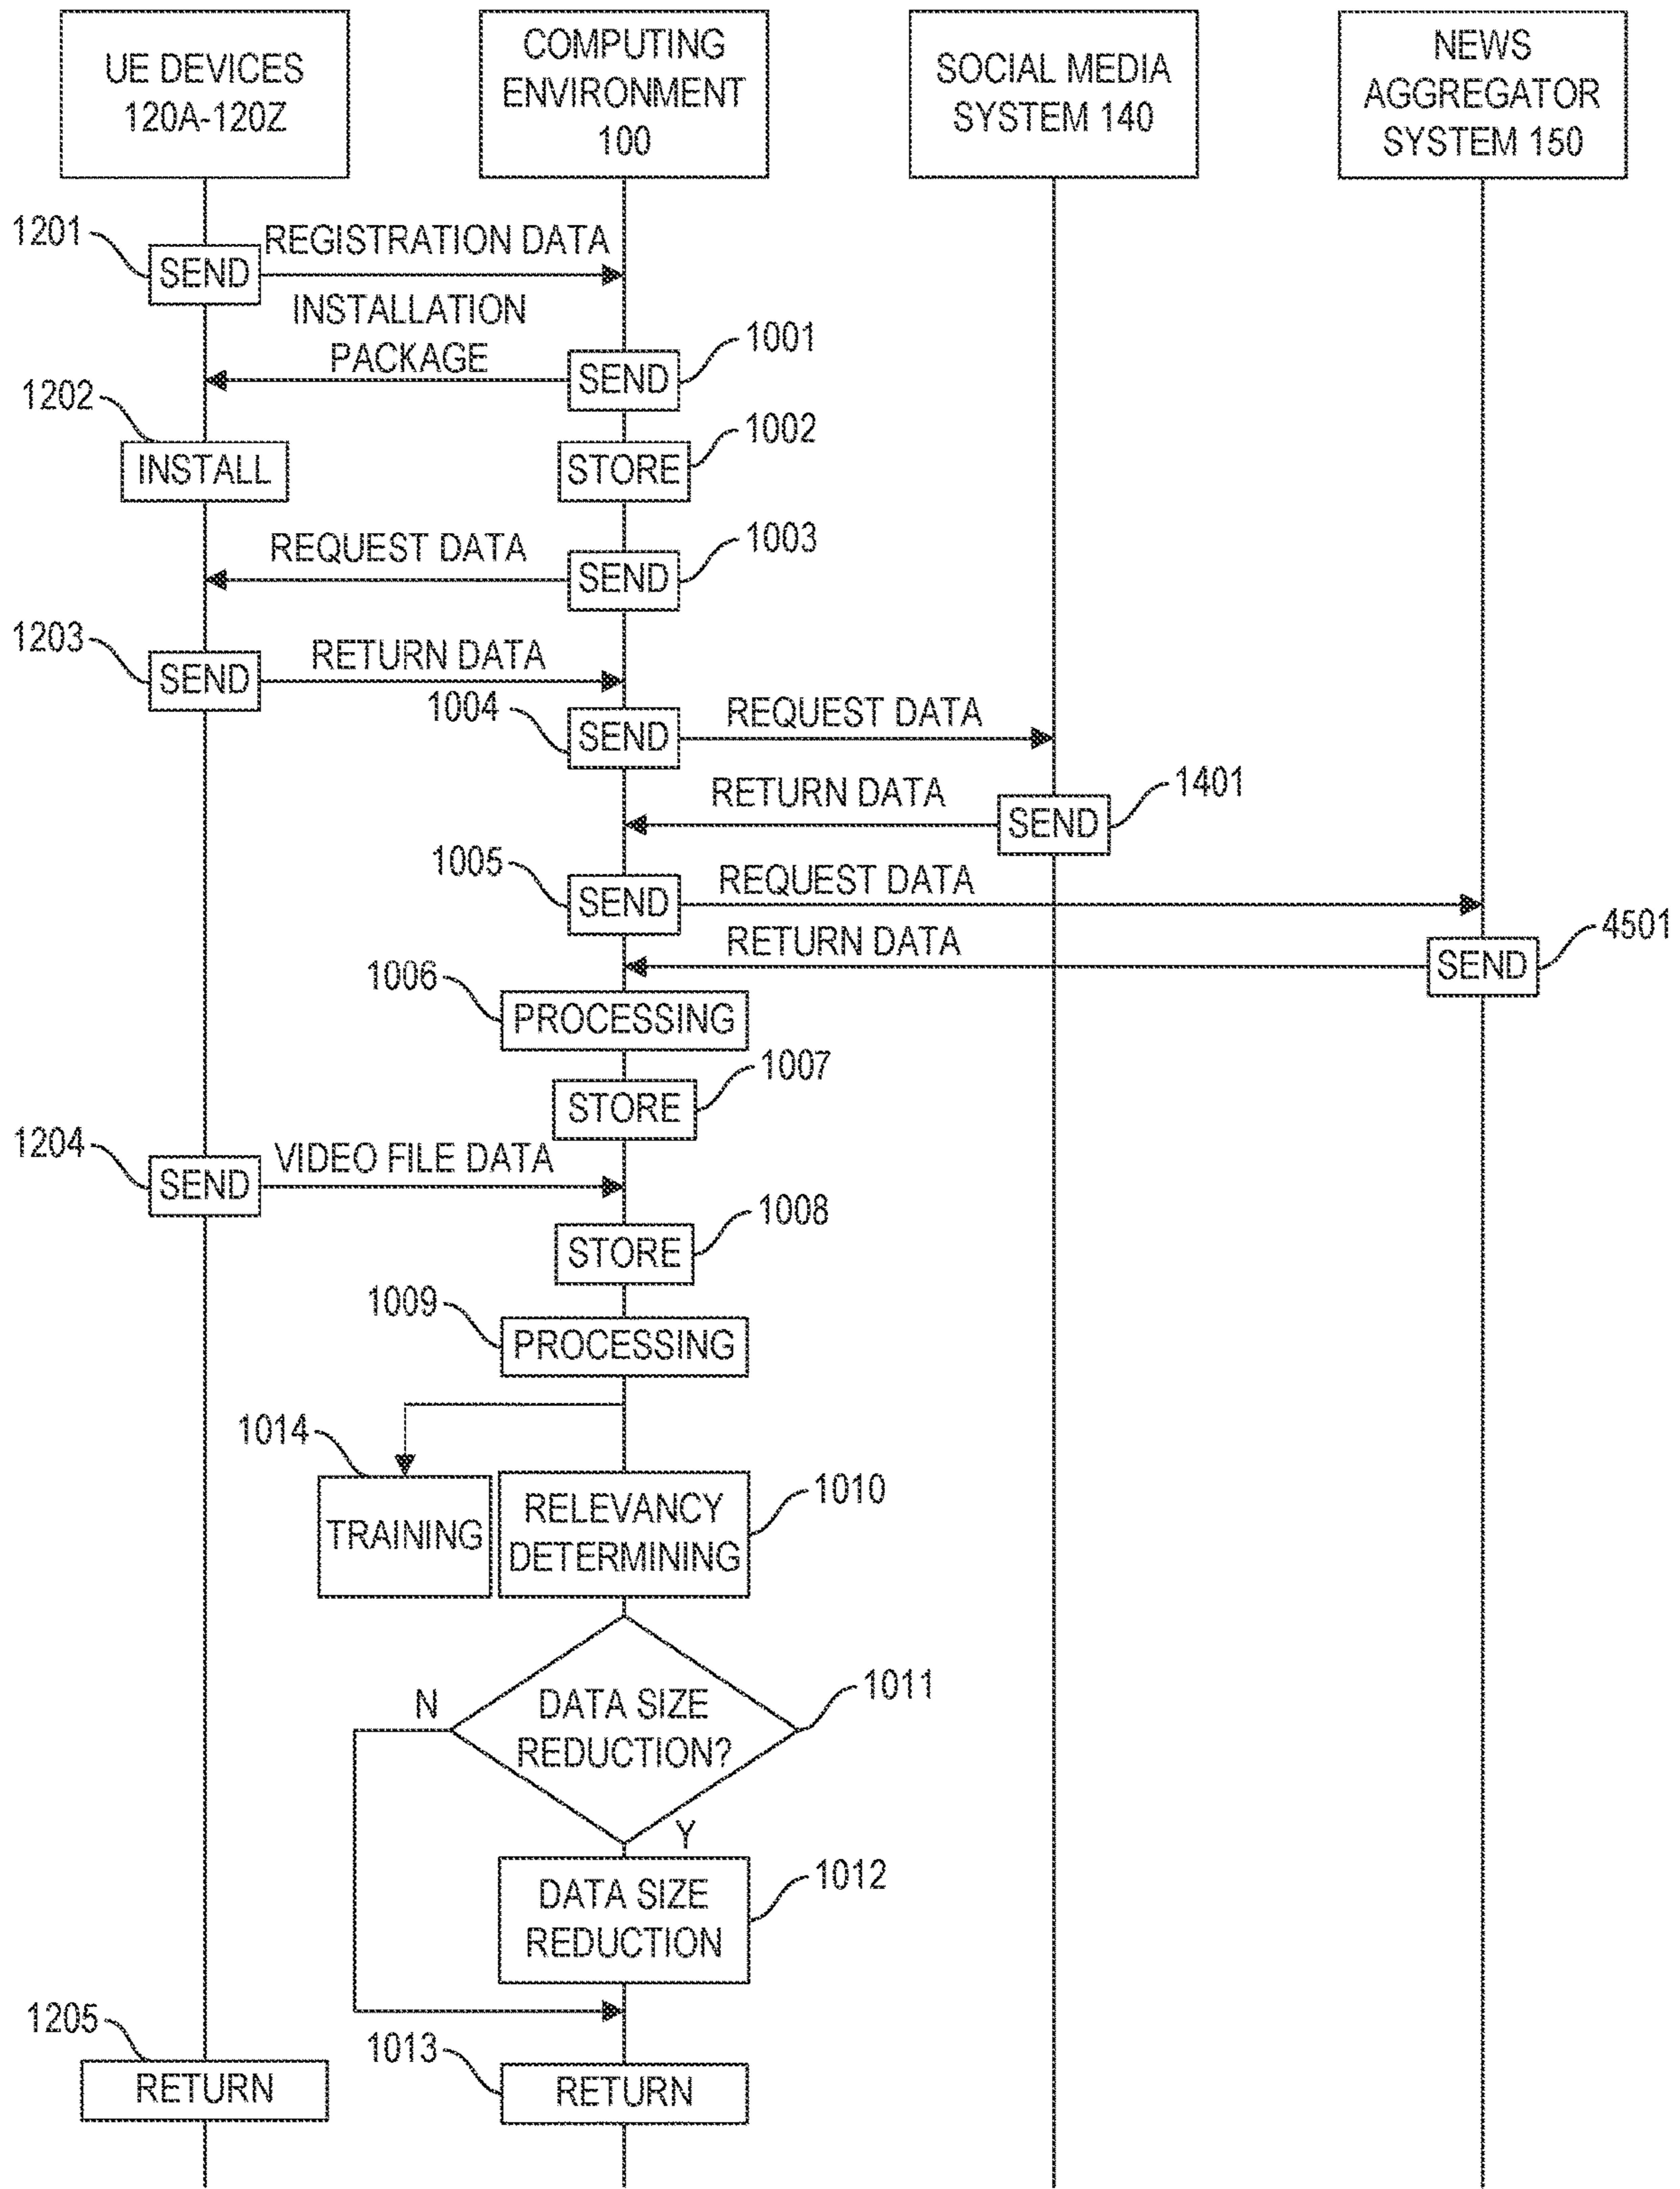 UE DEVICES
120A-120Z
COMPUTING
ENVIRONMENT
100
SOCIAL MEDIA
SYSTEM 140
NEWS
AGGREGATOR
SYSTEM 150
1201
SEND
REGISTRATION DATA
INSTALLATION
PACKAGE
SEND
1001
1202
INSTALL
STORE
1002
REQUEST DATA
SEND
1003
1203
SEND
RETURN DATA
1004
SEND
REQUEST DATA
RETURN DATA
SEND
1401
1005
SEND
REQUEST DATA
RETURN DATA
SEND
4501
1006
PROCESSING
STORE
1007
1204
SEND
VIDEO FILE DATA
STORE
1008
1009
PROCESSING
1014
TRAINING
RELEVANCY
DETERMINING
1010
N
DATA SIZE
REDUCTION?
1011
Y
DATA SIZE
REDUCTION
1012
1205
RETURN
1013
RETURN